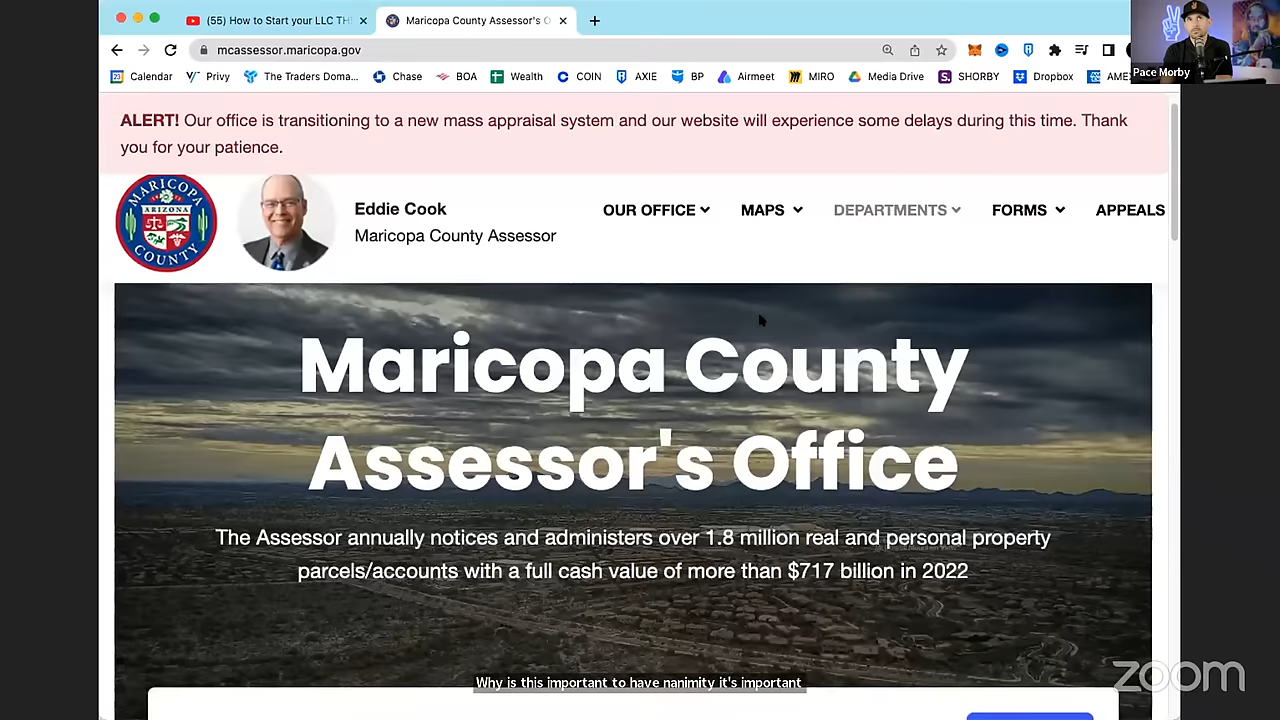 (55) How to Start your LLC TH
Maricopa County Assessor's O
mcassessor.maricopa.gov
Calendar
Privy
The Traders Doma...
Chase
BOA
Wealth
COIN
AXIE
BP
Airmeet
MIRO
Media Drive
SHORBY
Dropbox
AME
Pace Morby
ALERT! Our office is transitioning to a new mass appraisal system and our website will experience some delays during this time. Thank
you for your patience.
MARICOPA
ARIZONA
COUNTY
Eddie Cook
Maricopa County Assessor
OUR OFFICE
MAPS
DEPARTMENTS
FORMS
APPEALS
Maricopa County
Assessor's Office
The Assessor annually notices and administers over 1.8 million real and personal property
parcels/accounts with a full cash value of more than $717 billion in 2022
Why is this important to have nanimity it's important
zoom